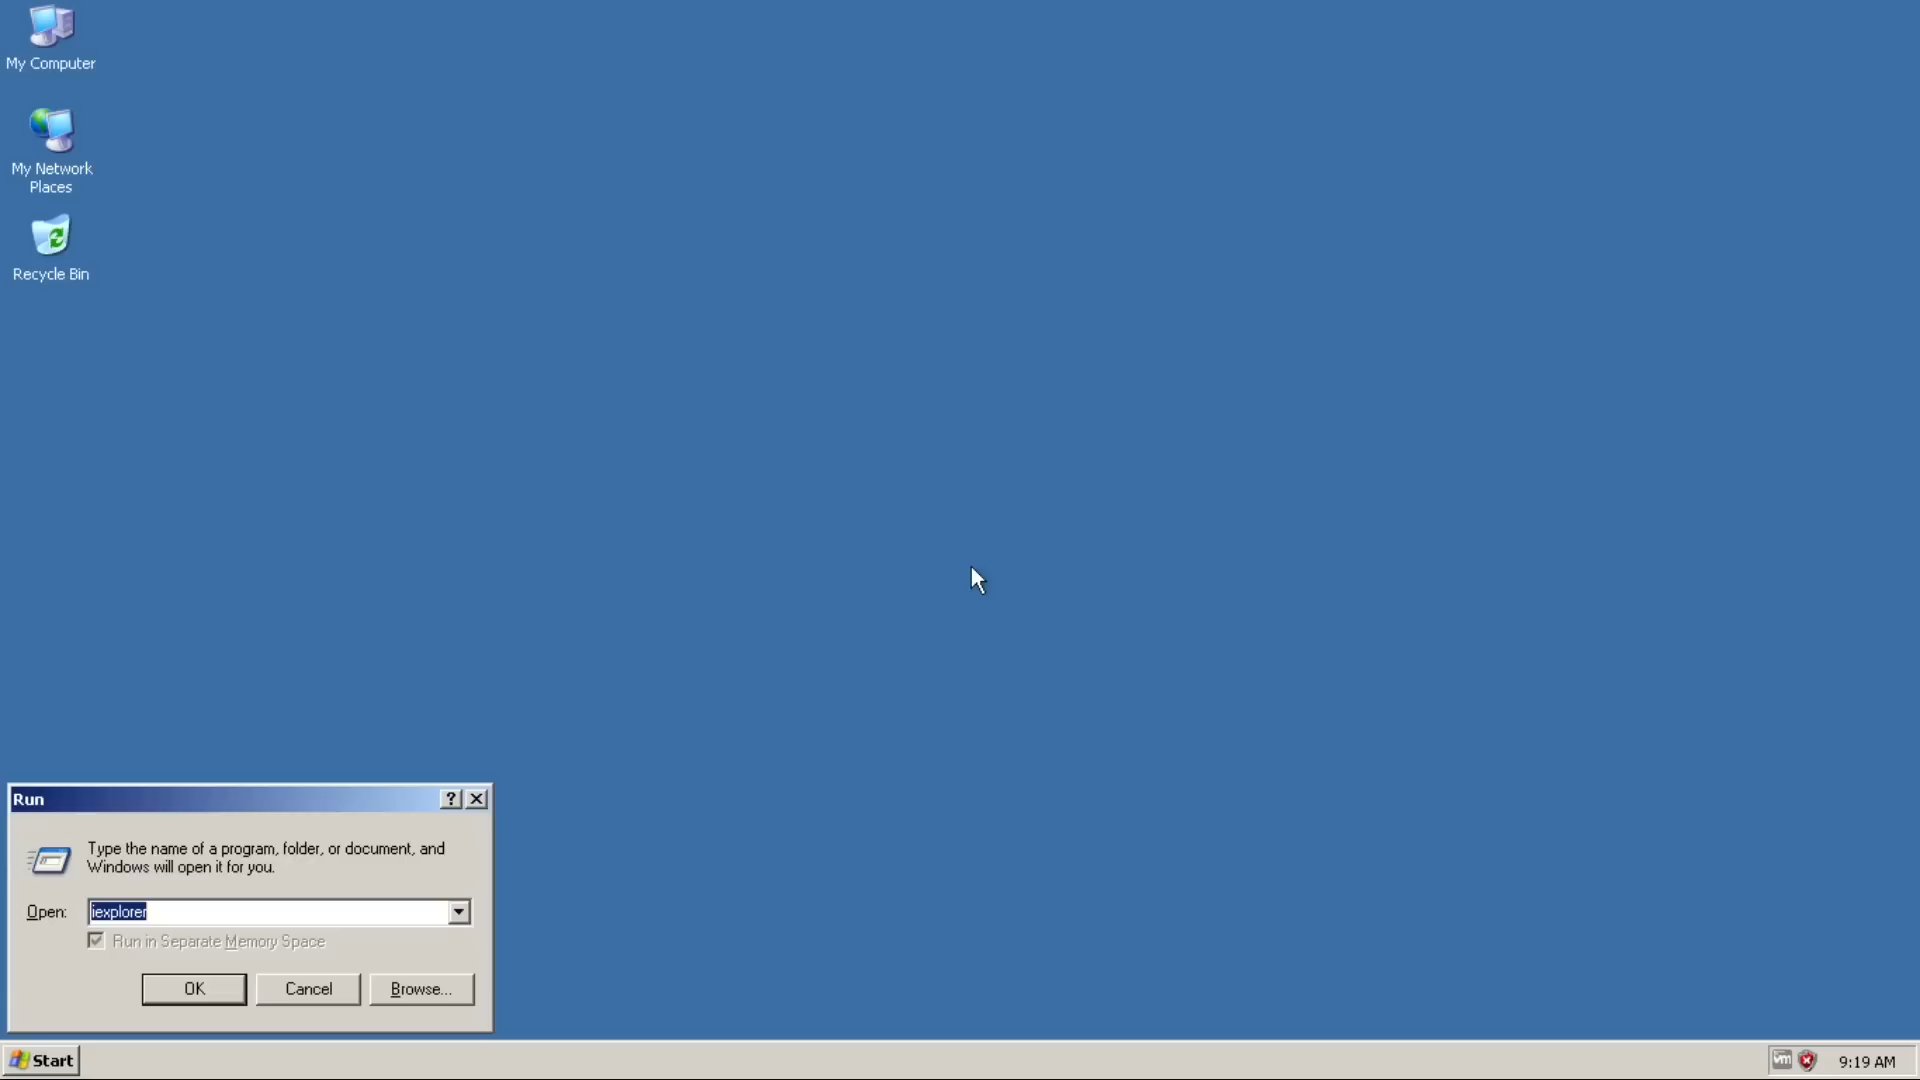 My Computer
My Network
Places
Recycle Bin
Run
?
Type the name of a program, folder, or document, and
Windows will open it for you.
Open:
iexplorer
Run in Separate Memory Space
OK
Cancel
Browse...
Start
vm
9:19 AM